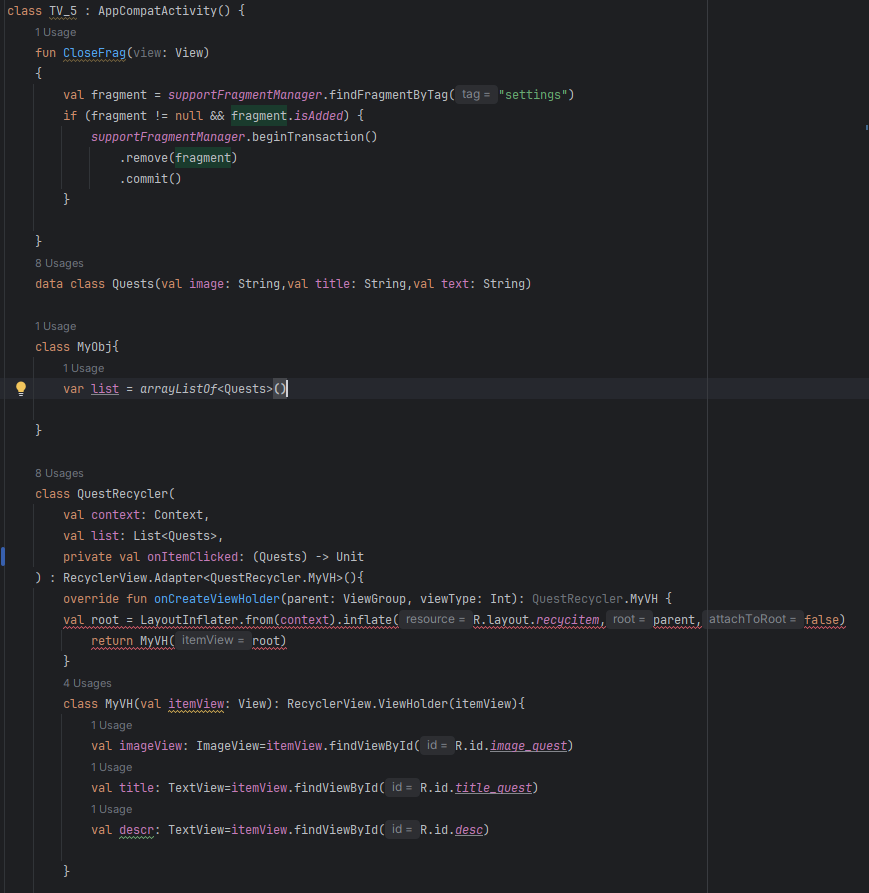 class TV_5 : AppCompatActivity() {
1 Usage
fun CloseFrag(view: View)
{
val fragment = supportFragmentManager.findFragmentByTag( tag = "settings")
if (fragment != null && fragment.isAdded) {
supportFragmentManager.beginTransaction()
.remove(fragment)
.commit()
}
}
8 Usages
data class Quests(val image: String,val title: String,val text: String)
1 Usage
class MyObj{
1 Usage
var list = arrayListOf<Quests>()
}
8 Usages
class QuestRecycler(
val context: Context,
val list: List<Quests>,
private val onItemClicked: (Quests) -> Unit
) : RecyclerView.Adapter<QuestRecycler.MyVH>(){
override fun onCreateViewHolder(parent: ViewGroup, viewType: Int): QuestRecycler.MyVH {
val root = LayoutInflater.from(context).inflate( resource = R.layout.recycitem, root = parent, attachToRoot = false)
return MyVH( itemView = root)
}
4 Usages
class MyVH(val itemView: View): RecyclerView.ViewHolder(itemView){
1 Usage
val imageView: ImageView=itemView.findViewById( id = R.id.image_quest)
1 Usage
val title: TextView=itemView.findViewById( id = R.id.title_quest)
1 Usage
val descr: TextView=itemView.findViewById( id = R.id.desc)
}